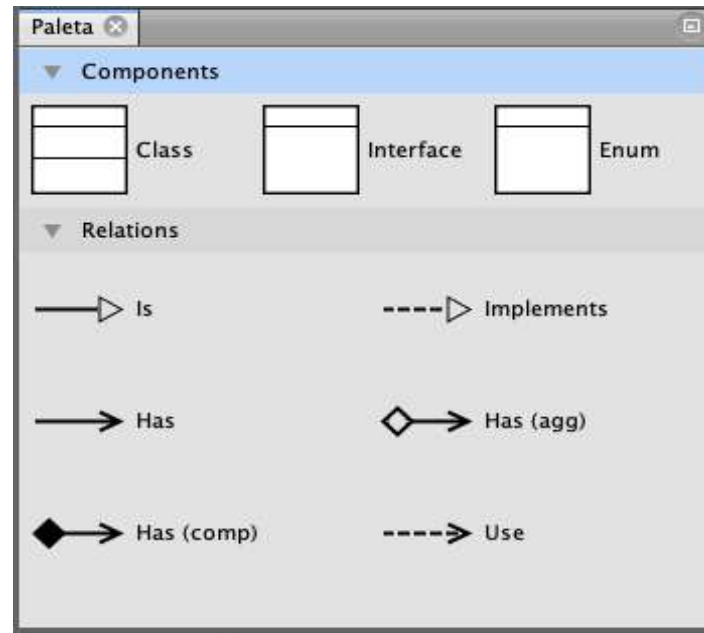 Paleta
Components
Class Interface Enum
Relations
Is Implements
Has Has (agg)
Has (comp) Use